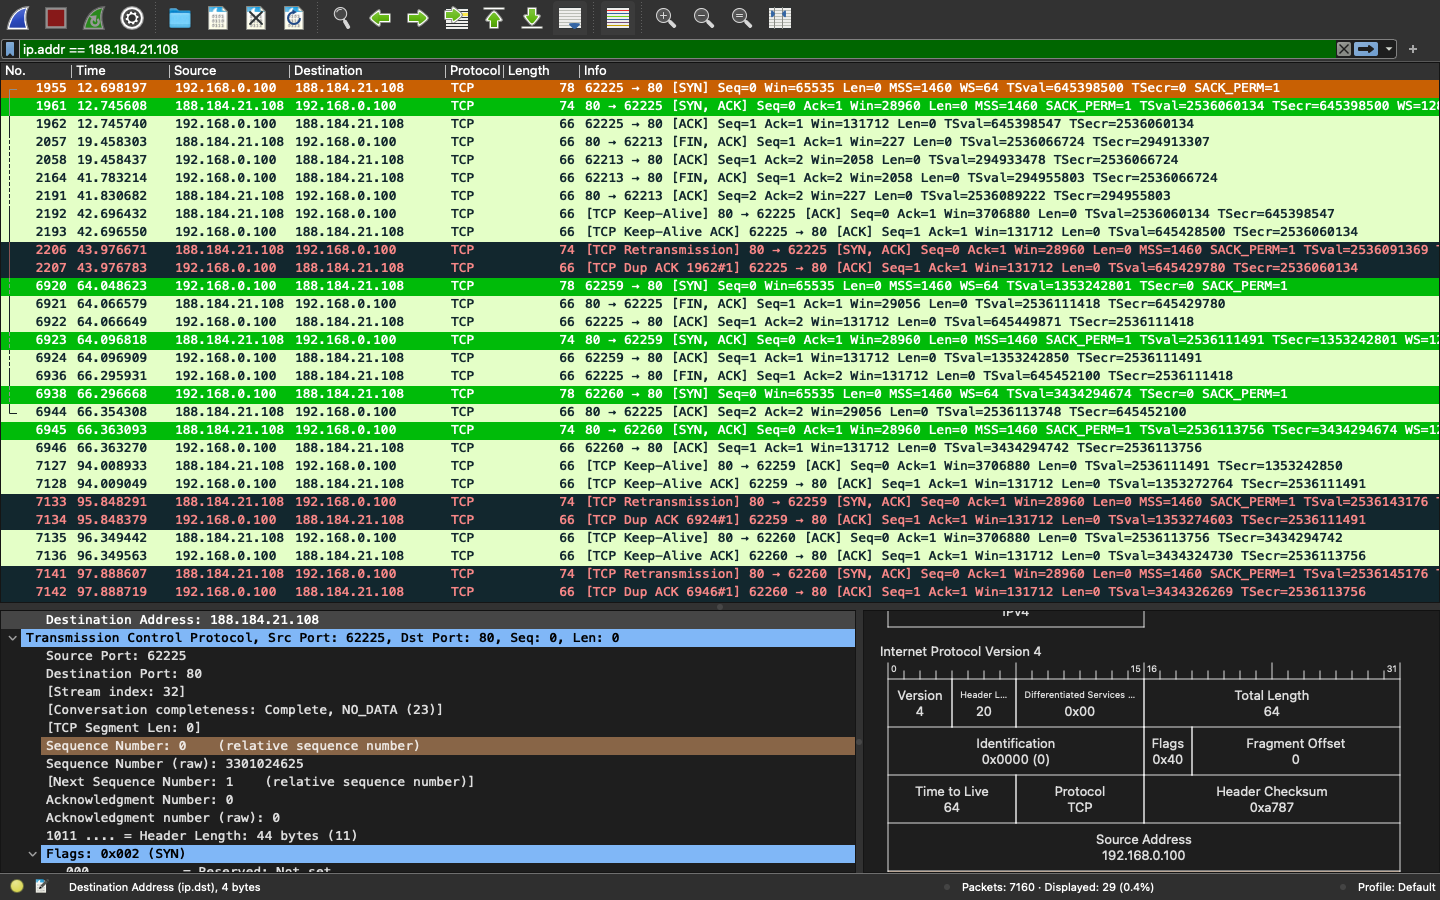 ip.addr == 188.184.21.108
No. Time Source Destination Protocol Length Info
1955 12.698197 192.168.0.100 188.184.21.108 TCP 78 62225 → 80 [SYN] Seq=0 Win=65535 Len=0 MSS=1460 WS=64 TSval=645398500 TSecr=0 SACK_PERM=1
1961 12.745608 188.184.21.108 192.168.0.100 TCP 74 80 → 62225 [SYN, ACK] Seq=0 Ack=1 Win=28960 Len=0 MSS=1460 SACK_PERM=1 TSval=2536060134 TSecr=645398500 WS=128
1962 12.745740 192.168.0.100 188.184.21.108 TCP 66 62225 → 80 [ACK] Seq=1 Ack=1 Win=131712 Len=0 TSval=645398547 TSecr=2536060134
2057 19.458303 188.184.21.108 192.168.0.100 TCP 66 80 → 62213 [FIN, ACK] Seq=1 Ack=1 Win=227 Len=0 TSval=2536066724 TSecr=294913307
2058 19.458437 192.168.0.100 188.184.21.108 TCP 66 62213 → 80 [ACK] Seq=1 Ack=2 Win=2058 Len=0 TSval=294933478 TSecr=2536066724
2164 41.783214 192.168.0.100 188.184.21.108 TCP 66 62213 → 80 [FIN, ACK] Seq=1 Ack=2 Win=2058 Len=0 TSval=294955803 TSecr=2536066724
2191 41.830682 188.184.21.108 192.168.0.100 TCP 66 80 → 62213 [ACK] Seq=2 Ack=2 Win=227 Len=0 TSval=2536089222 TSecr=294955803
2192 42.696432 188.184.21.108 192.168.0.100 TCP 66 [TCP Keep-Alive] 80 → 62225 [ACK] Seq=0 Ack=1 Win=3706880 Len=0 TSval=2536060134 TSecr=645398547
2193 42.696550 192.168.0.100 188.184.21.108 TCP 66 [TCP Keep-Alive ACK] 62225 → 80 [ACK] Seq=1 Ack=1 Win=131712 Len=0 TSval=645428500 TSecr=2536060134
2206 43.976671 188.184.21.108 192.168.0.100 TCP 74 [TCP Retransmission] 80 → 62225 [SYN, ACK] Seq=0 Ack=1 Win=28960 Len=0 MSS=1460 SACK_PERM=1 TSval=2536091369
2207 43.976783 192.168.0.100 188.184.21.108 TCP 66 [TCP Dup ACK 1962#1] 62225 → 80 [ACK] Seq=1 Ack=1 Win=131712 Len=0 TSval=645429780 TSecr=2536060134
6920 64.048623 192.168.0.100 188.184.21.108 TCP 78 62259 → 80 [SYN] Seq=0 Win=65535 Len=0 MSS=1460 WS=64 TSval=1353242801 TSecr=0 SACK_PERM=1
6921 64.066579 188.184.21.108 192.168.0.100 TCP 66 80 → 62225 [FIN, ACK] Seq=1 Ack=1 Win=29056 Len=0 TSval=2536111418 TSecr=645429780
6922 64.066649 192.168.0.100 188.184.21.108 TCP 66 62225 → 80 [ACK] Seq=1 Ack=2 Win=131712 Len=0 TSval=645449871 TSecr=2536111418
6923 64.096818 188.184.21.108 192.168.0.100 TCP 74 80 → 62259 [SYN, ACK] Seq=0 Ack=1 Win=28960 Len=0 MSS=1460 SACK_PERM=1 TSval=2536111491 TSecr=1353242801 WS=12
6924 64.096909 192.168.0.100 188.184.21.108 TCP 66 62259 → 80 [ACK] Seq=1 Ack=1 Win=131712 Len=0 TSval=1353242850 TSecr=2536111491
6936 66.295931 192.168.0.100 188.184.21.108 TCP 66 62225 → 80 [FIN, ACK] Seq=1 Ack=2 Win=131712 Len=0 TSval=645452100 TSecr=2536111418
6938 66.296668 192.168.0.100 188.184.21.108 TCP 78 62260 → 80 [SYN] Seq=0 Win=65535 Len=0 MSS=1460 WS=64 TSval=3434294674 TSecr=0 SACK_PERM=1
6944 66.354308 188.184.21.108 192.168.0.100 TCP 66 80 → 62225 [ACK] Seq=2 Ack=2 Win=29056 Len=0 TSval=2536113748 TSecr=645452100
6945 66.363093 188.184.21.108 192.168.0.100 TCP 74 80 → 62260 [SYN, ACK] Seq=0 Ack=1 Win=28960 Len=0 MSS=1460 SACK_PERM=1 TSval=2536113756 TSecr=3434294674 WS=12
6946 66.363270 192.168.0.100 188.184.21.108 TCP 66 62260 → 80 [ACK] Seq=1 Ack=1 Win=131712 Len=0 TSval=3434294742 TSecr=2536113756
7127 94.008933 188.184.21.108 192.168.0.100 TCP 66 [TCP Keep-Alive] 80 → 62259 [ACK] Seq=0 Ack=1 Win=3706880 Len=0 TSval=2536111491 TSecr=1353242850
7128 94.009049 192.168.0.100 188.184.21.108 TCP 66 [TCP Keep-Alive ACK] 62259 → 80 [ACK] Seq=1 Ack=1 Win=131712 Len=0 TSval=1353272764 TSecr=2536111491
7133 95.848291 188.184.21.108 192.168.0.100 TCP 74 [TCP Retransmission] 80 → 62259 [SYN, ACK] Seq=0 Ack=1 Win=28960 Len=0 MSS=1460 SACK_PERM=1 TSval=2536143176
7134 95.848379 192.168.0.100 188.184.21.108 TCP 66 [TCP Dup ACK 6924#1] 62259 → 80 [ACK] Seq=1 Ack=1 Win=131712 Len=0 TSval=1353274603 TSecr=2536111491
7135 96.349442 188.184.21.108 192.168.0.100 TCP 66 [TCP Keep-Alive] 80 → 62260 [ACK] Seq=0 Ack=1 Win=3706880 Len=0 TSval=2536113756 TSecr=3434294742
7136 96.349563 192.168.0.100 188.184.21.108 TCP 66 [TCP Keep-Alive ACK] 62260 → 80 [ACK] Seq=1 Ack=1 Win=131712 Len=0 TSval=3434324730 TSecr=2536113756
7141 97.888607 188.184.21.108 192.168.0.100 TCP 74 [TCP Retransmission] 80 → 62260 [SYN, ACK] Seq=0 Ack=1 Win=28960 Len=0 MSS=1460 SACK_PERM=1 TSval=2536145176
7142 97.888719 192.168.0.100 188.184.21.108 TCP 66 [TCP Dup ACK 6946#1] 62260 → 80 [ACK] Seq=1 Ack=1 Win=131712 Len=0 TSval=3434326269 TSecr=2536113756
Destination Address: 188.184.21.108
Transmission Control Protocol, Src Port: 62225, Dst Port: 80, Seq: 0, Len: 0
Source Port: 62225
Destination Port: 80
[Stream index: 32]
[Conversation completeness: Complete, NO_DATA (23)]
[TCP Segment Len: 0]
Sequence Number: 0 (relative sequence number)
Sequence Number (raw): 3301024625
[Next Sequence Number: 1 (relative sequence number)]
Acknowledgment Number: 0
Acknowledgment number (raw): 0
1011 .... = Header Length: 44 bytes (11)
Flags: 0x002 (SYN)
000. .... .... = Reserved: Not set
IPv4
Internet Protocol Version 4
0 15 16 31
Version Header L... Differentiated Services ... Total Length
4 20 0x00 64
Identification Flags Fragment Offset
0x0000 (0) 0x40 0
Time to Live Protocol Header Checksum
64 TCP 0xa787
Source Address
192.168.0.100
Destination Address (ip.dst), 4 bytes
Packets: 7160 · Displayed: 29 (0.4%)
Profile: Default